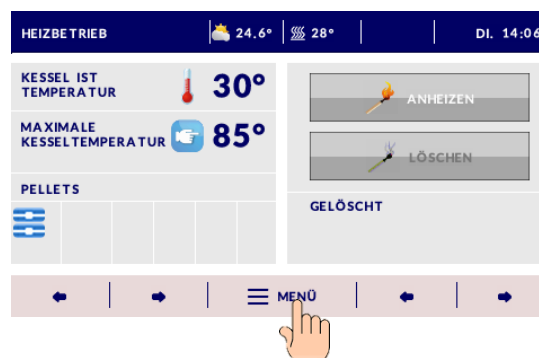 HEIZBETRIEB 24.6° 28° DI. 14:06
KESSEL IST
TEMPERATUR 30°
MAXIMALE
KESSELTEMPERATUR 85°
PELLETS
ANHEIZEN
LÖSCHEN
GELÖSCHT
MENÜ